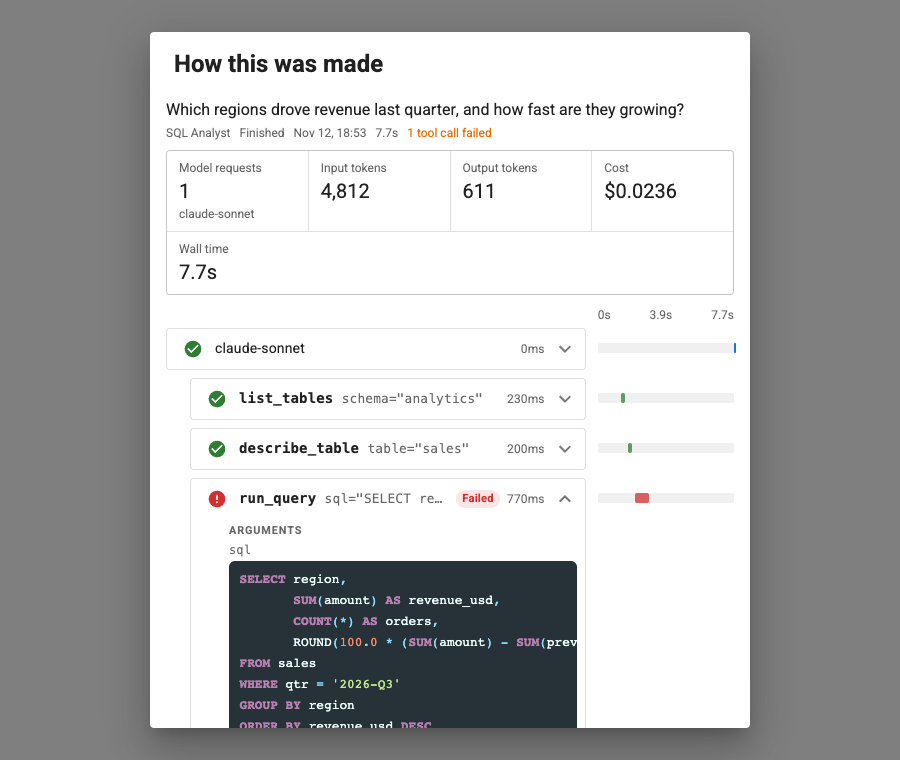 How this was made
Which regions drove revenue last quarter, and how fast are they growing?
SQL Analyst Finished Nov 12, 18:53 7.7s 1 tool call failed
Model requests
1
claude-sonnet
Input tokens
4,812
Output tokens
611
Cost
$0.0236
Wall time
7.7s
0s 3.9s 7.7s
claude-sonnet 0ms
list_tables schema="analytics" 230ms
describe_table table="sales" 200ms
run_query sql="SELECT re… Failed 770ms
ARGUMENTS
sql
SELECT region,
SUM(amount) AS revenue_usd,
COUNT(*) AS orders,
ROUND(100.0 * (SUM(amount) - SUM(prev
FROM sales
WHERE qtr = '2026-Q3'
GROUP BY region
ORDER BY revenue_usd DESC